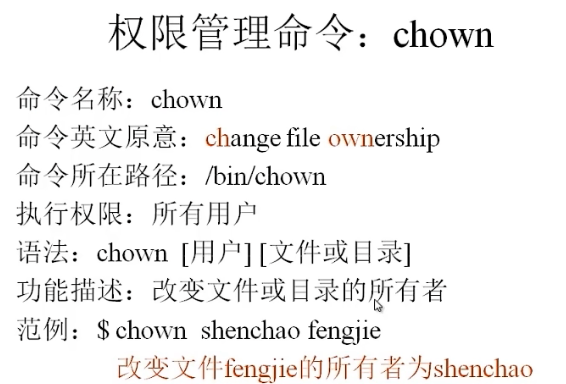 权限管理命令：chown
命令名称：chown
命令英文原意：change file ownership
命令所在路径：/bin/chown
执行权限：所有用户
语法：chown [用户] [文件或目录]
功能描述：改变文件或目录的所有者
范例：$ chown shenchao fengjie
改变文件fengjie的所有者为shenchao